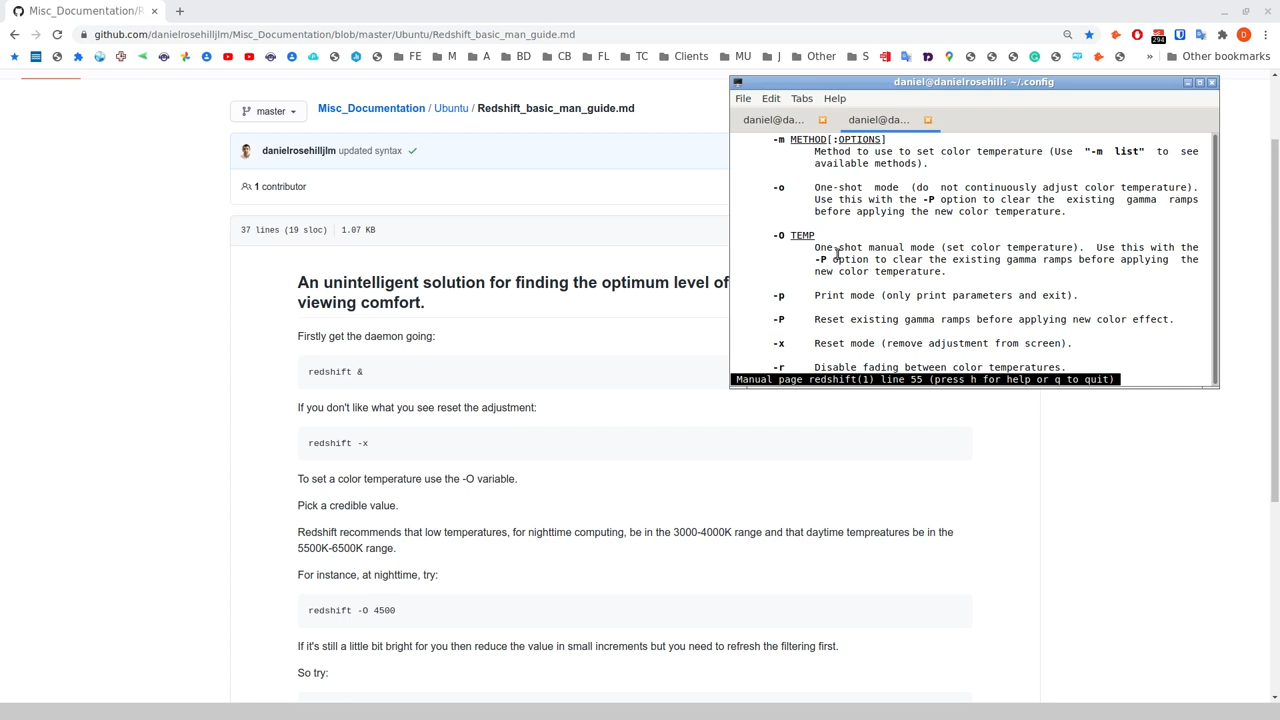 Misc_Documentation/R
github.com/danielrosehilljlm/Misc_Documentation/blob/master/Ubuntu/Redshift_basic_man_guide.md
294
D
FE
M
A
BD
CB
FL
TC
Clients
MU
J
Other
S
»
Other bookmarks
master
Misc_Documentation / Ubuntu / Redshift_basic_man_guide.md
danielrosehilljlm updated syntax
1 contributor
37 lines (19 sloc)
1.07 KB
An unintelligent solution for finding the optimum level of
viewing comfort.
Firstly get the daemon going:
redshift &
If you don't like what you see reset the adjustment:
redshift -x
To set a color temperature use the -O variable.
Pick a credible value.
Redshift recommends that low temperatures, for nighttime computing, be in the 3000-4000K range and that daytime tempreatures be in the
5500K-6500K range.
For instance, at nighttime, try:
redshift -O 4500
If it's still a little bit bright for you then reduce the value in small increments but you need to refresh the filtering first.
So try:
daniel@danielrosehill: ~/.config
File Edit Tabs Help
daniel@da...
daniel@da...
-m METHOD[:OPTIONS]
Method to use to set color temperature (Use "-m list" to see
available methods).
-o One-shot mode (do not continuously adjust color temperature).
Use this with the -P option to clear the existing gamma ramps
before applying the new color temperature.
-O TEMP
One-shot manual mode (set color temperature). Use this with the
-P option to clear the existing gamma ramps before applying the
new color temperature.
-p Print mode (only print parameters and exit).
-P Reset existing gamma ramps before applying new color effect.
-x Reset mode (remove adjustment from screen).
-r Disable fading between color temperatures.
Manual page redshift(1) line 55 (press h for help or q to quit)